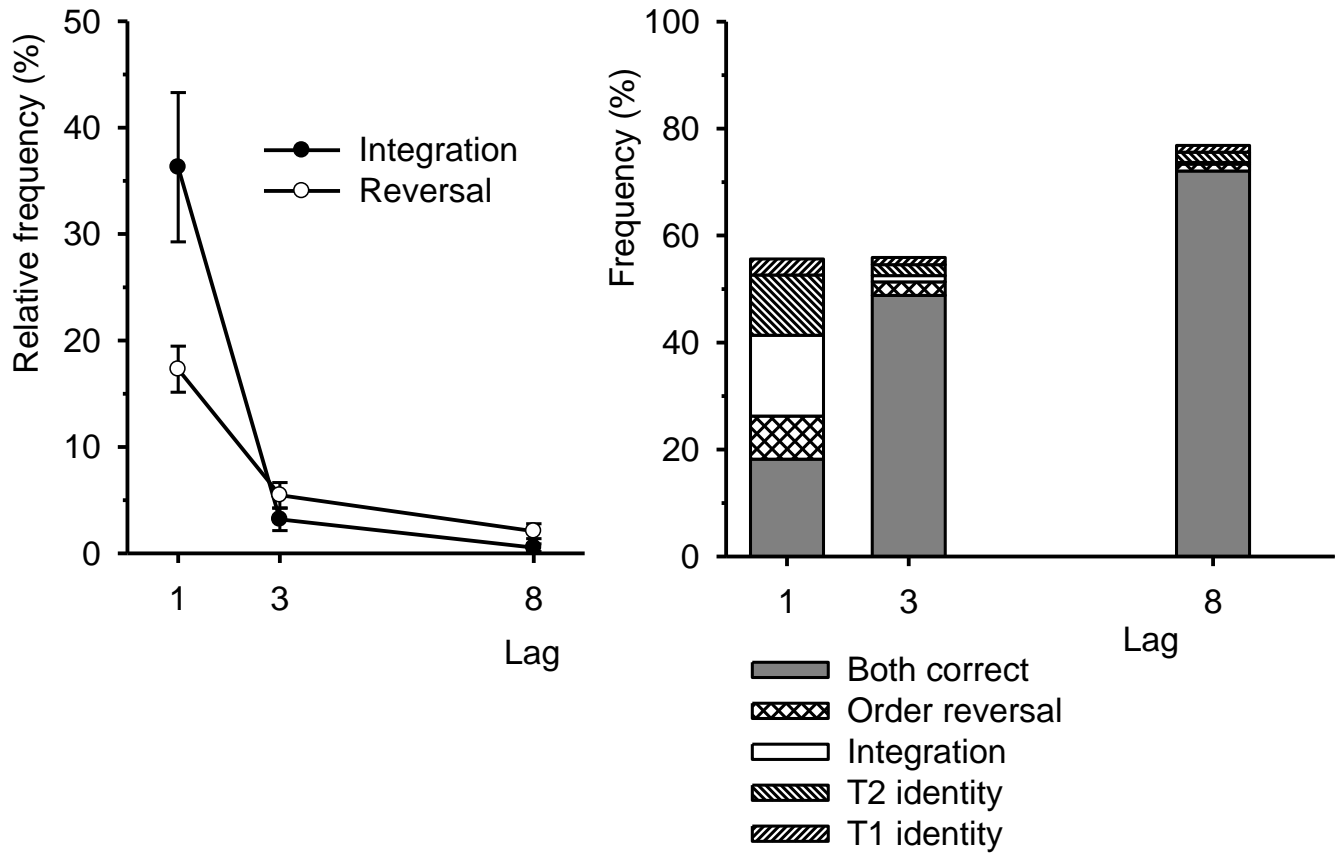 Relative frequency (%)
50
40
30
20
10
0
Integration
Reversal
1 3 8
Lag
Frequency (%)
100
80
60
40
20
0
1 3 8
Lag
Both correct
Order reversal
Integration
T2 identity
T1 identity